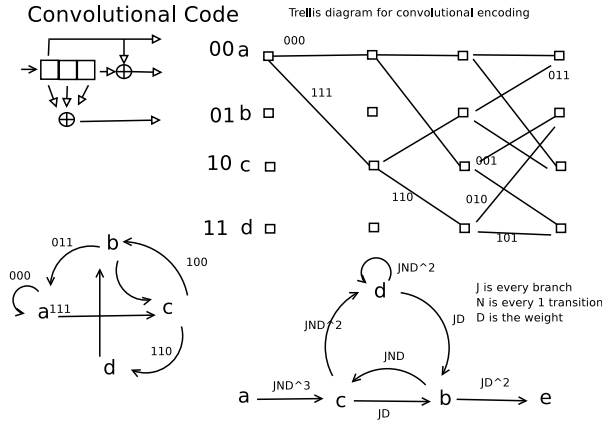 Convolutional Code
Trellis diagram for convolutional encoding
00 a
000
011
111
01 b
10 c
001
110
010
11 d
101
b
011
100
000
a
111
c
110
d
JND^2
d
J is every branch
N is every 1 transition
D is the weight
JND^2
JD
JND
a
JND^3
c
JD
b
JD^2
e